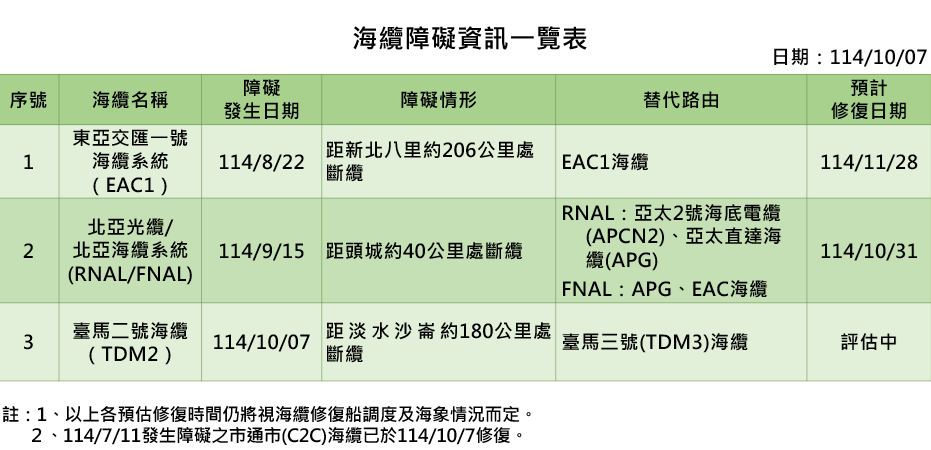 海纜障礙資訊一覽表
日期：114/10/07
序號
海纜名稱
障礙
發生日期
障礙情形
替代路由
預計
修復日期
1
東亞交匯一號
海纜系統
（EAC1）
114/8/22
距新北八里約206公里處
斷纜
EAC1海纜
114/11/28
2
北亞光纜/
北亞海纜系統
(RNAL/FNAL)
114/9/15
距頭城約40公里處斷纜
RNAL：亞太2號海底電纜
(APCN2)、亞太直達海
纜(APG)
FNAL：APG、EAC海纜
114/10/31
3
臺馬二號海纜
（TDM2）
114/10/07
距淡水沙崙約180公里處
斷纜
臺馬三號(TDM3)海纜
評估中
註：1、以上各預估修復時間仍將視海纜修復船調度及海象情況而定。
２、114/7/11發生障礙之市通市(C2C)海纜已於114/10/7修復。